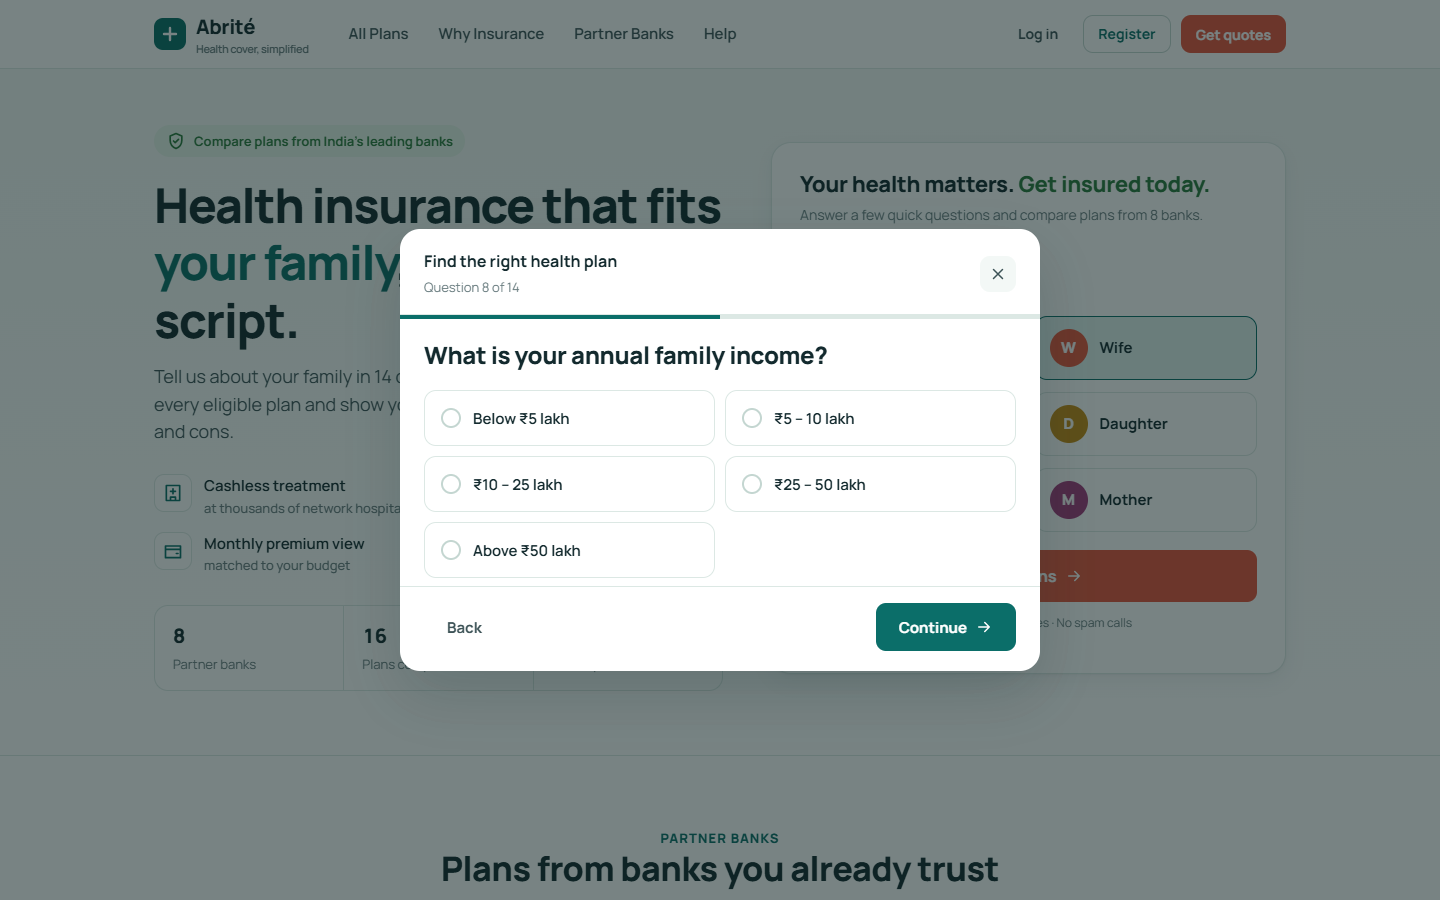 Abrité
Health cover, simplified
All Plans
Why Insurance
Partner Banks
Help
Log in
Register
Get quotes
Compare plans from India's leading banks
Health insurance that fits
your family,
script.
Tell us about your family in 14
every eligible plan and show
and cons.
Cashless treatment
at thousands of network
Monthly premium view
matched to your budget
8
Partner banks
16
Plans
Your health matters. Get insured today.
Answer a few quick questions and compare plans from 8 banks.
W
Wife
D
Daughter
M
Mother
No spam calls
Find the right health plan
Question 8 of 14
What is your annual family income?
Below ₹5 lakh
₹5 – 10 lakh
₹10 – 25 lakh
₹25 – 50 lakh
Above ₹50 lakh
Back
Continue
PARTNER BANKS
Plans from banks you already trust